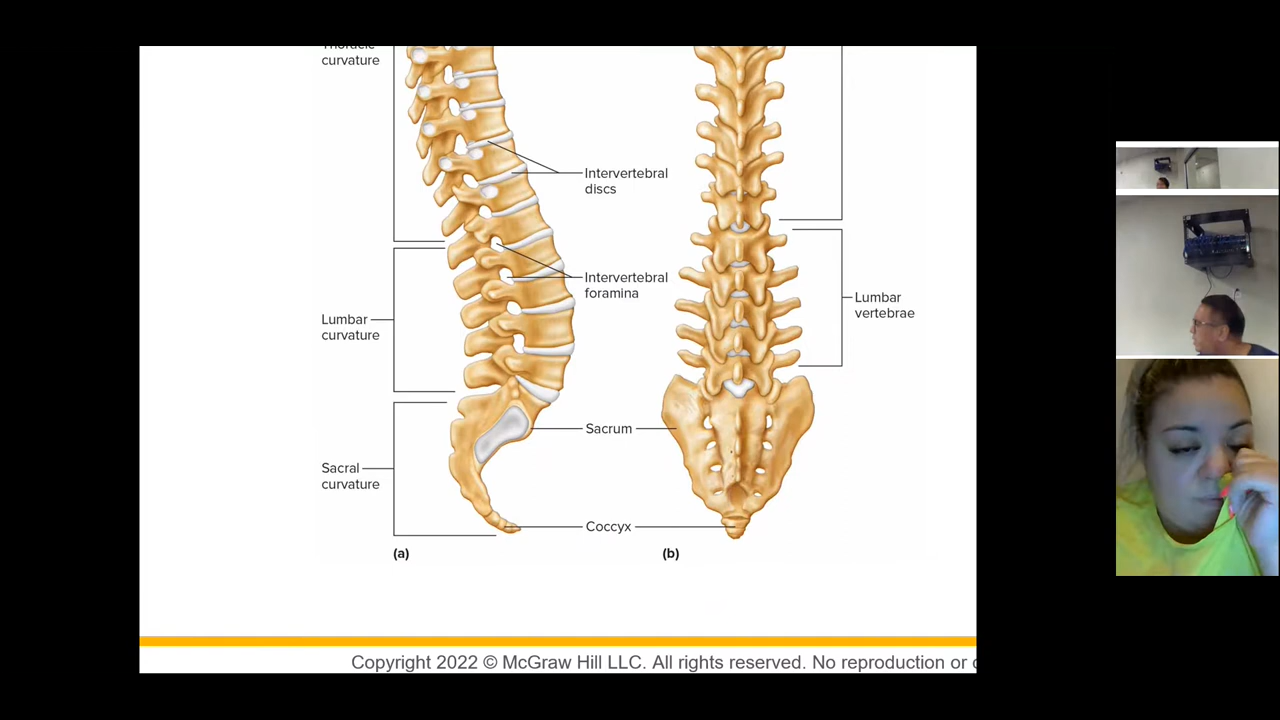 Thoracic
curvature
Intervertebral
discs
Intervertebral
foramina
Lumbar
curvature
Lumbar
vertebrae
Sacrum
Sacral
curvature
Coccyx
(a)
(b)
Copyright 2022 © McGraw Hill LLC. All rights reserved. No reproduction or